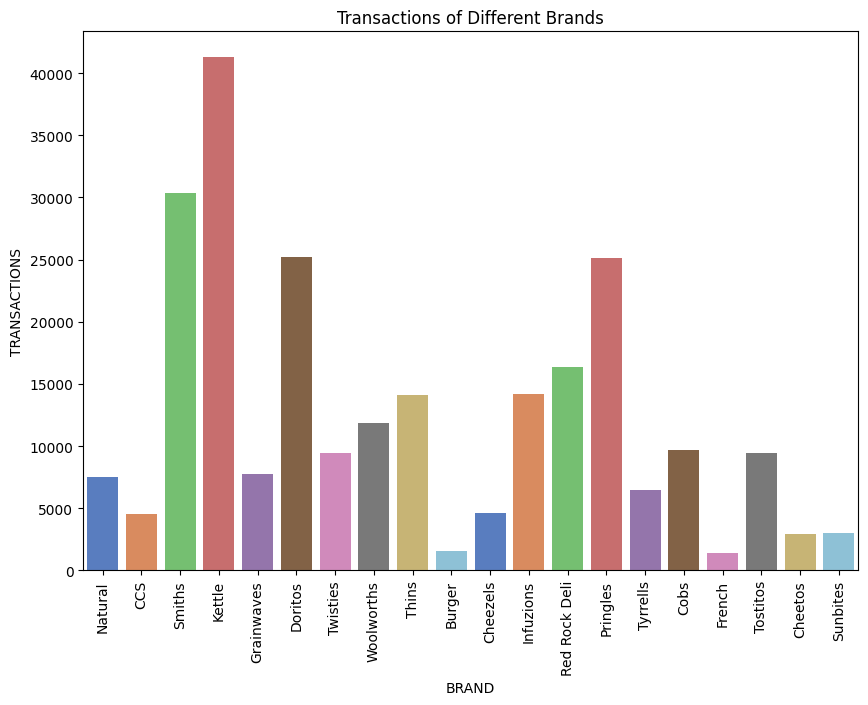 Transactions of Different Brands
TRANSACTIONS
40000
35000
30000
25000
20000
15000
10000
5000
0
Natural
CCS
Smiths
Kettle
Grainwaves
Doritos
Twisties
Woolworths
Thins
Burger
Cheezels
Infuzions
Red Rock Deli
Pringles
Tyrrells
Cobs
French
Tostitos
Cheetos
Sunbites
BRAND